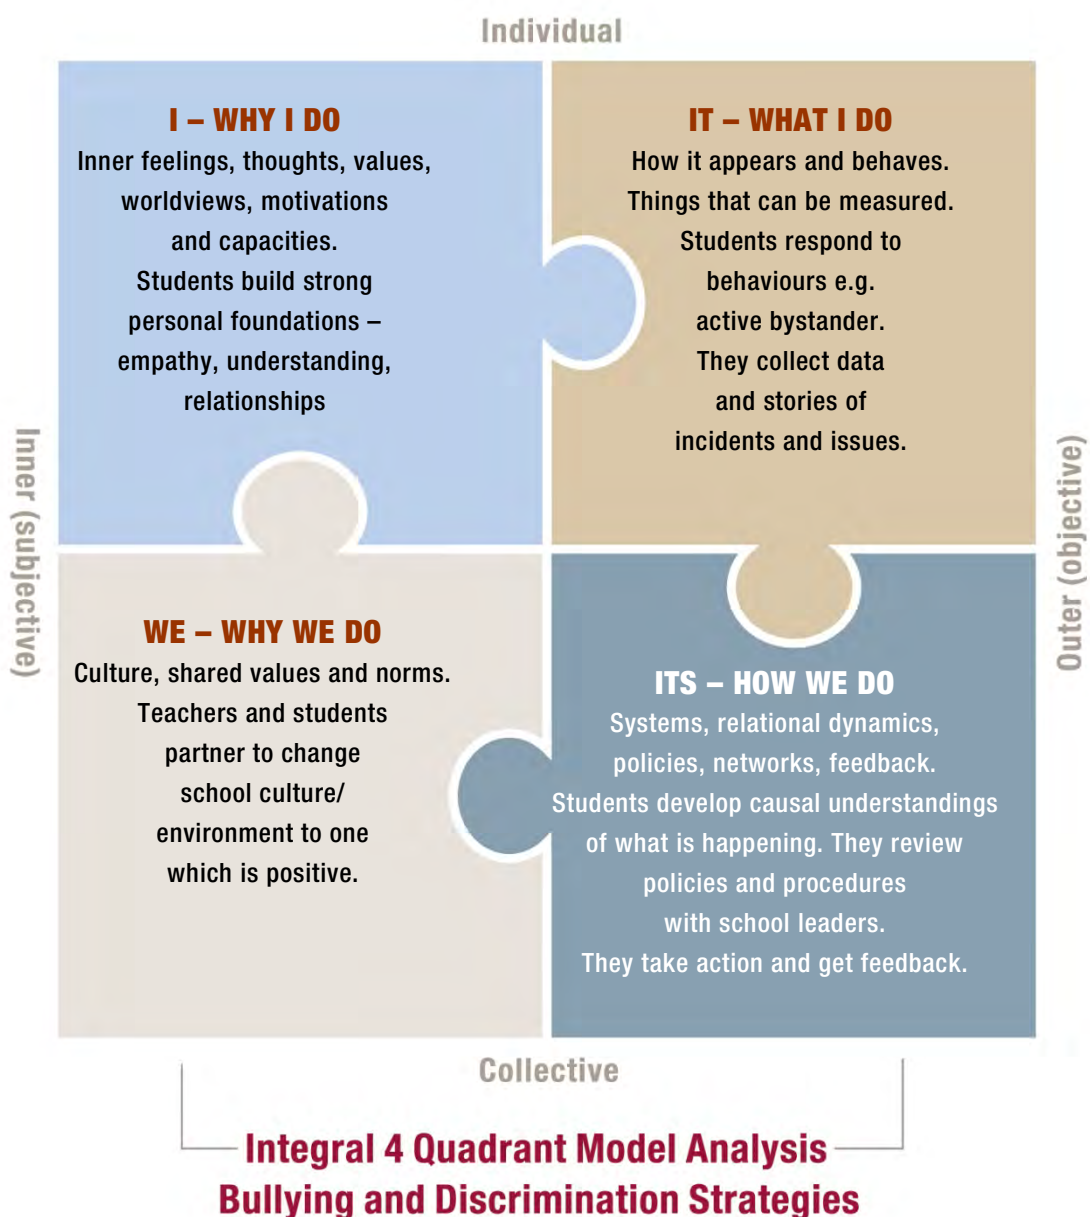 Individual
I – WHY I DO
Inner feelings, thoughts, values,
worldviews, motivations
and capacities.
Students build strong
personal foundations –
empathy, understanding,
relationships
IT – WHAT I DO
How it appears and behaves.
Things that can be measured.
Students respond to
behaviours e.g.
active bystander.
They collect data
and stories of
incidents and issues.
Inner (subjective)
Outer (objective)
WE – WHY WE DO
Culture, shared values and norms.
Teachers and students
partner to change
school culture/
environment to one
which is positive.
ITS – HOW WE DO
Systems, relational dynamics,
policies, networks, feedback.
Students develop causal understandings
of what is happening. They review
policies and procedures
with school leaders.
They take action and get feedback.
Collective
Integral 4 Quadrant Model Analysis
Bullying and Discrimination Strategies